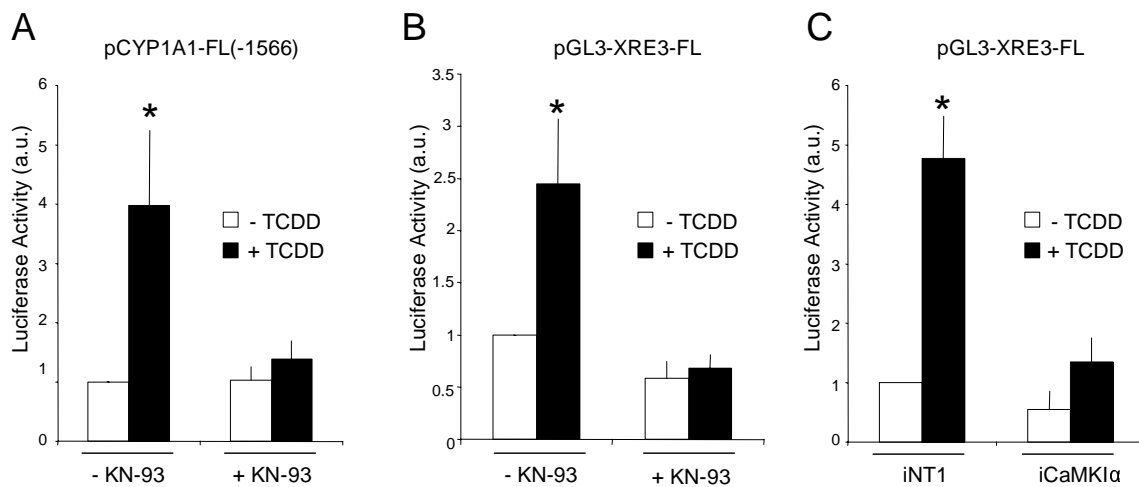 A
pCYP1A1-FL(-1566)
Luciferase Activity (a.u.)
6
5
4
4
2
1
0
*
- TCDD
+ TCDD
- KN-93
+ KN-93
B
pGL3-XRE3-FL
Luciferase Activity (a.u.)
3.5
3
2.5
2
1.5
1
0.5
0
*
- TCDD
+ TCDD
- KN-93
+ KN-93
C
pGL3-XRE3-FL
Luciferase Activity (a.u.)
6
5
4
3
2
1
0
*
- TCDD
+ TCDD
iNT1
iCaMKIα